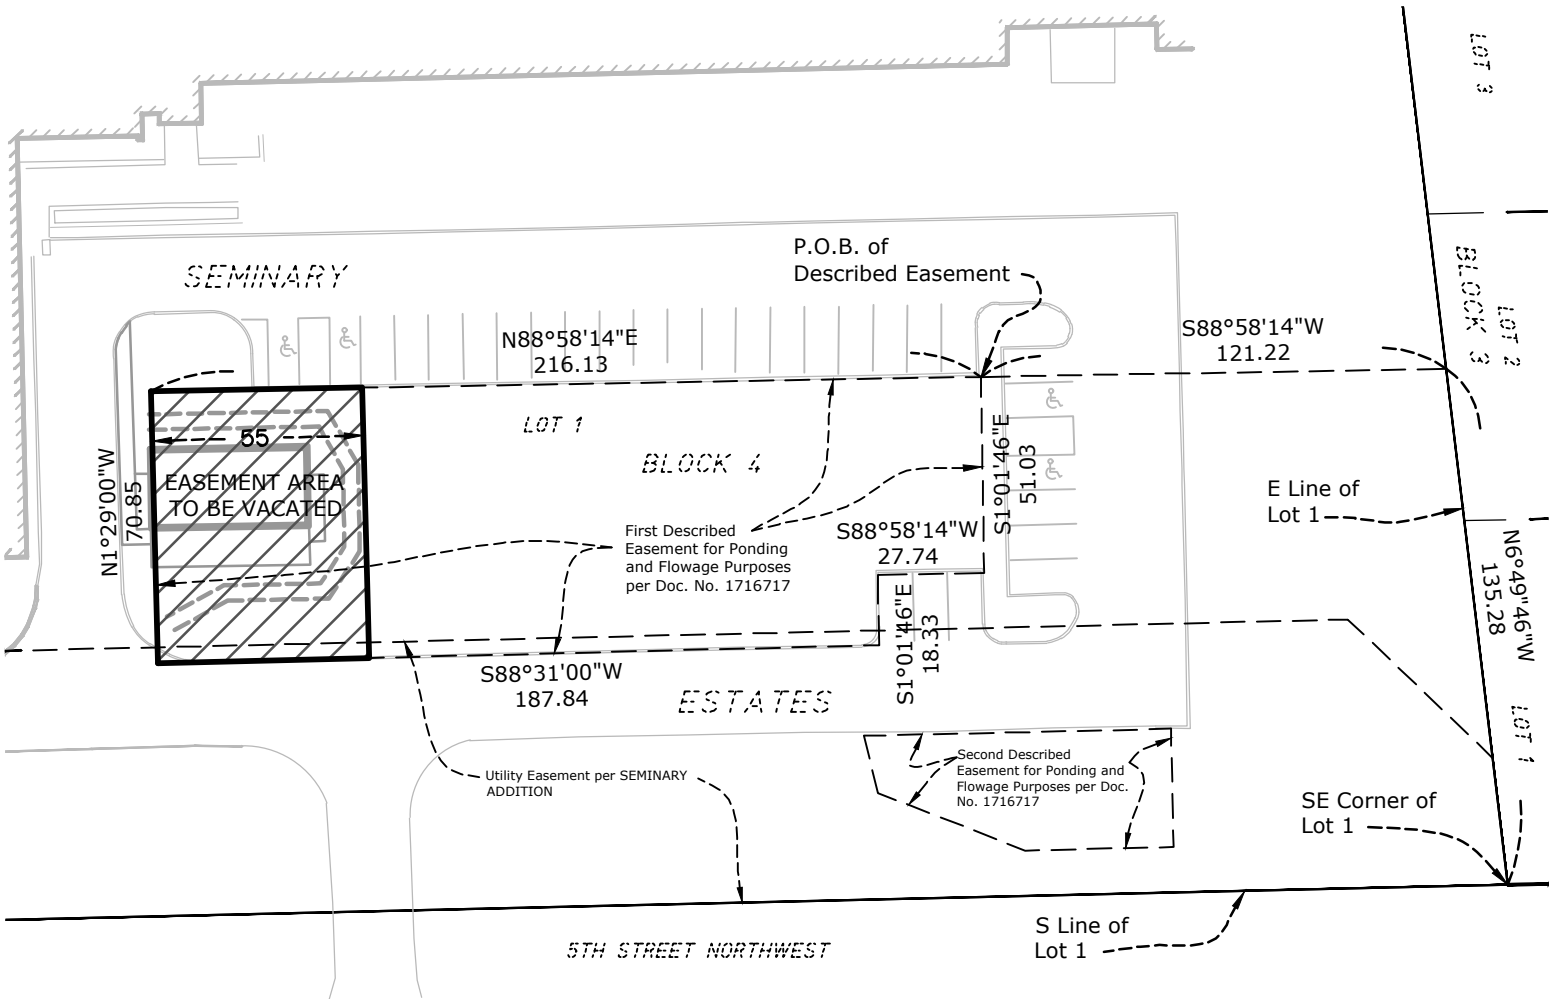 LOT 3
P.O.B. of
Described Easement
SEMINARY
BLOCK 3
LOT 2
N88°58'14"E
216.13
S88°58'14"W
121.22
LOT 1
55
BLOCK 4
N1°29'00"W
70.85
EASEMENT AREA
TO BE VACATED
S1°01'46"E
51.03
E Line of
Lot 1
First Described
Easement for Ponding
and Flowage Purposes
per Doc. No. 1716717
S88°58'14"W
27.74
N6°49'46"W
135.28
S1°01'46"E
18.33
S88°31'00"W
187.84
ESTATES
LOT 1
Utility Easement per SEMINARY
ADDITION
Second Described
Easement for Ponding and
Flowage Purposes per Doc.
No. 1716717
SE Corner of
Lot 1
S Line of
Lot 1
5TH STREET NORTHWEST